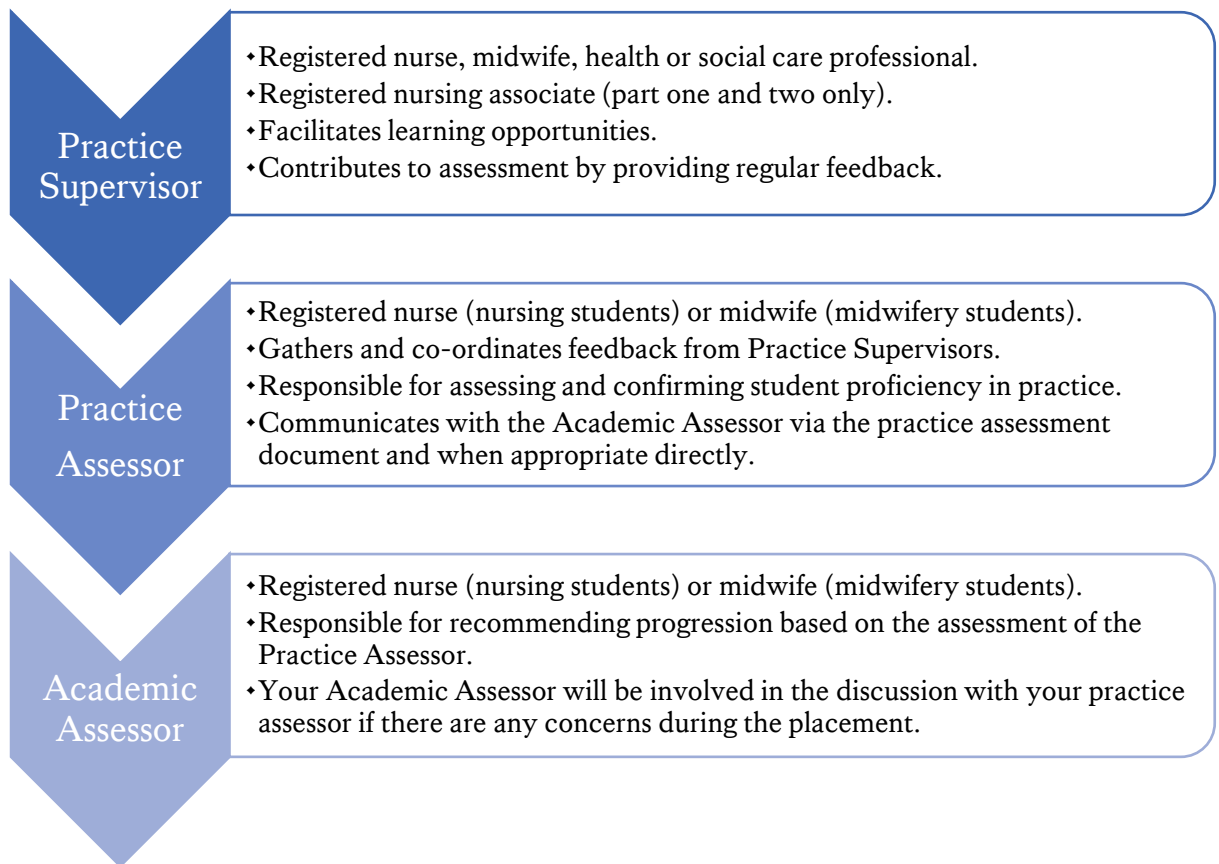 Practice
Supervisor
•Registered nurse, midwife, health or social care professional.
•Registered nursing associate (part one and two only).
•Facilitates learning opportunities.
•Contributes to assessment by providing regular feedback.
Practice
Assessor
•Registered nurse (nursing students) or midwife (midwifery students).
•Gathers and co-ordinates feedback from Practice Supervisors.
•Responsible for assessing and confirming student proficiency in practice.
•Communicates with the Academic Assessor via the practice assessment
document and when appropriate directly.
Academic
Assessor
•Registered nurse (nursing students) or midwife (midwifery students).
•Responsible for recommending progression based on the assessment of the
Practice Assessor.
•Your Academic Assessor will be involved in the discussion with your practice
assessor if there are any concerns during the placement.